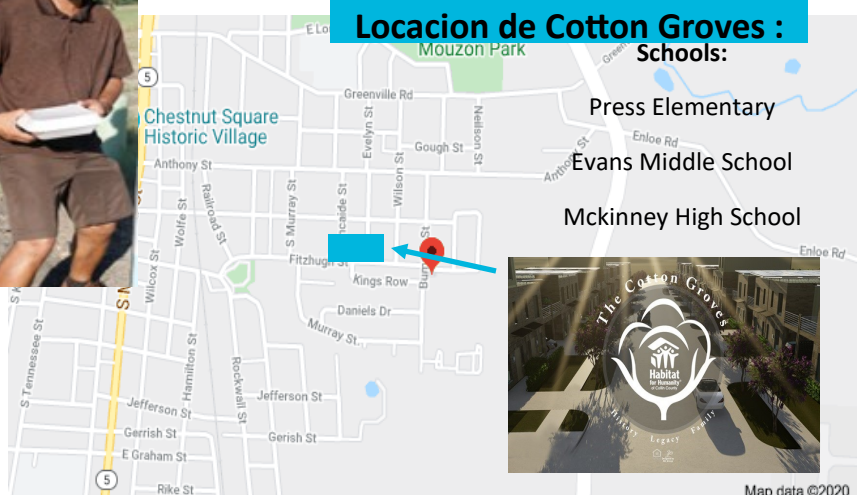 Locacion de Cotton Groves :
Schools:
Press Elementary
Evans Middle School
Mckinney High School
Mouzon Park
5
Greenville Rd
Chestnut Square
Historic Village
Evelyn St
Neilson St
Gough St
Enloe Rd
Anthony St
Anthony St
Wilson St
Railroad St
Wolfe St
S Murray St
Wilcox St
Fitzhugh St
Kings Row
Enloe Rd
Daniels Dr
Murray St
Hamilton St
S Tennessee St
Rockwall St
Jefferson St
Jefferson St
Gerrish St
Gerish St
E Graham St
5
Rike St
The Cotton Groves
Habitat
for Humanity
of Collin County
History Legacy Family
Map data ©2020